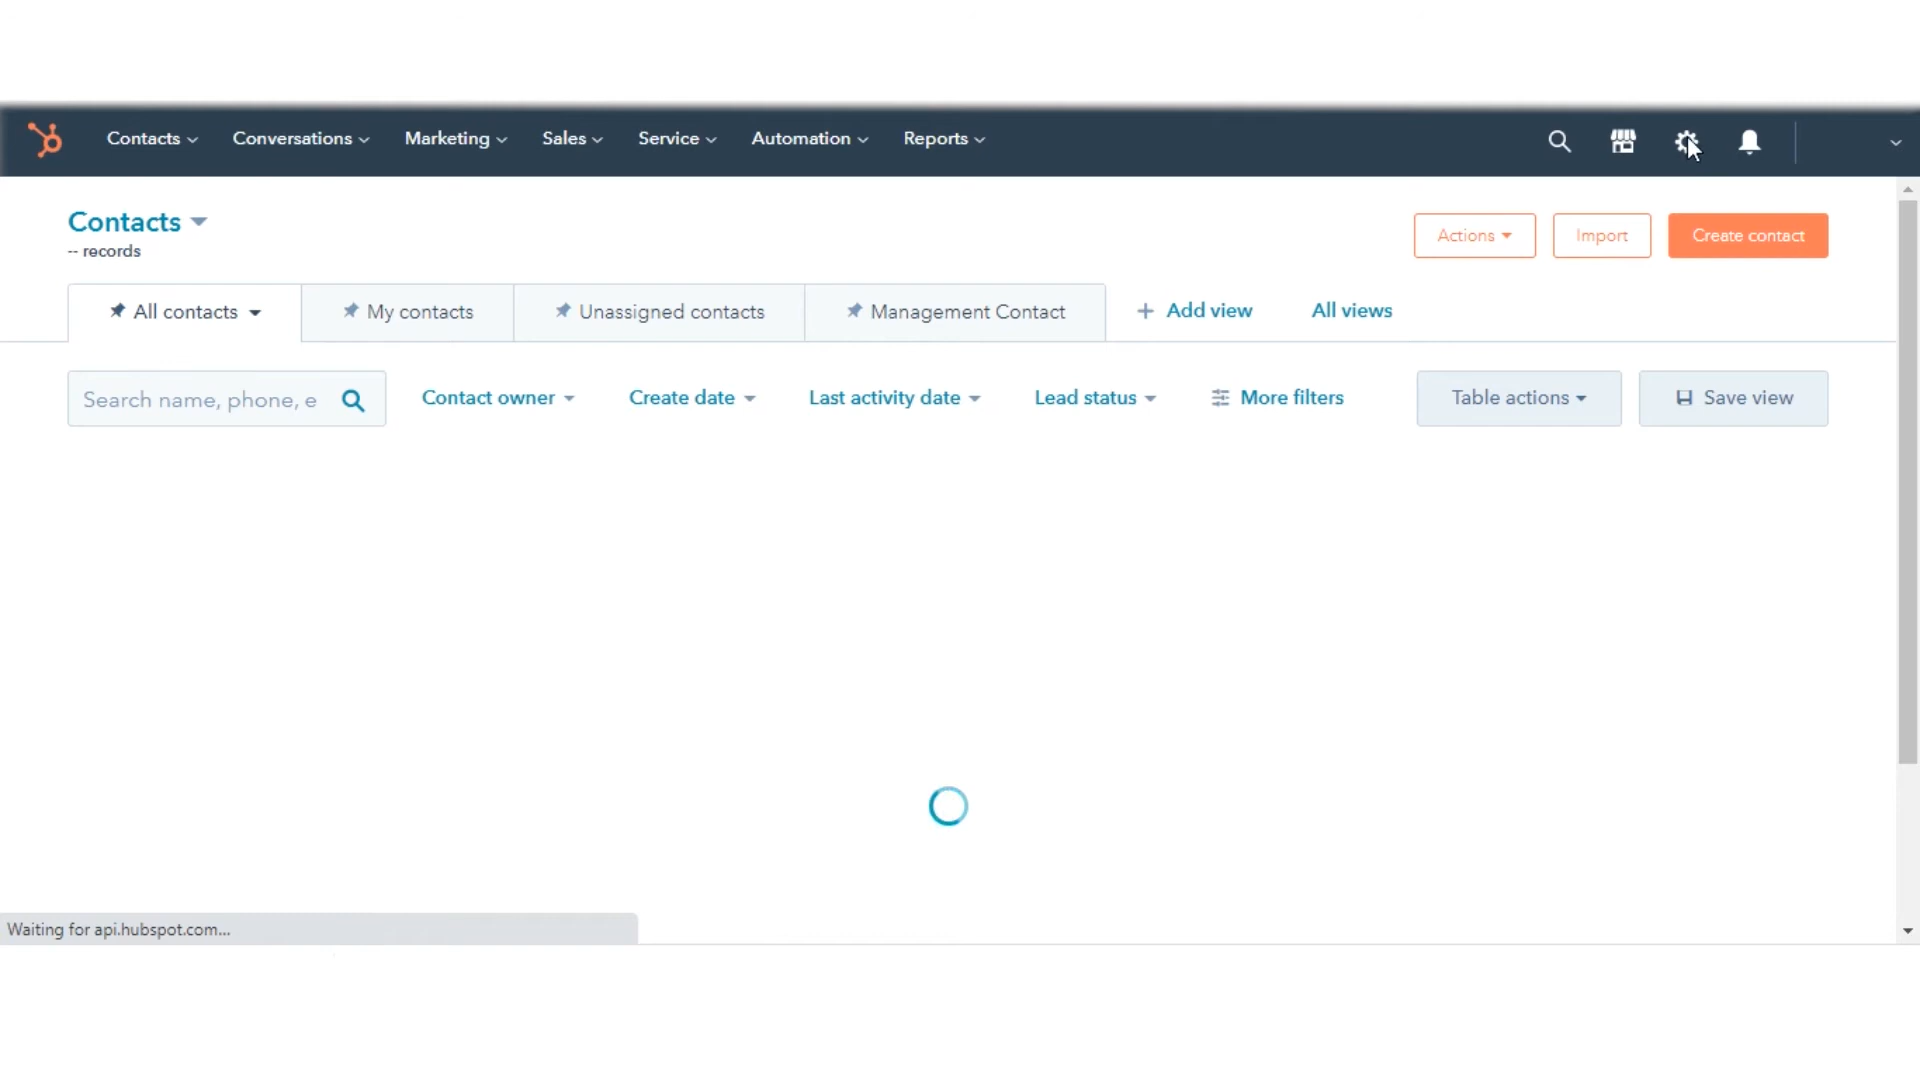 Contacts Conversations Marketing Sales Service Automation Reports
Contacts
-- records
Actions Import Create contact
All contacts My contacts Unassigned contacts Management Contact + Add view All views
Search name, phone, e Contact owner Create date Last activity date Lead status More filters Table actions Save view
Waiting for api.hubspot.com...